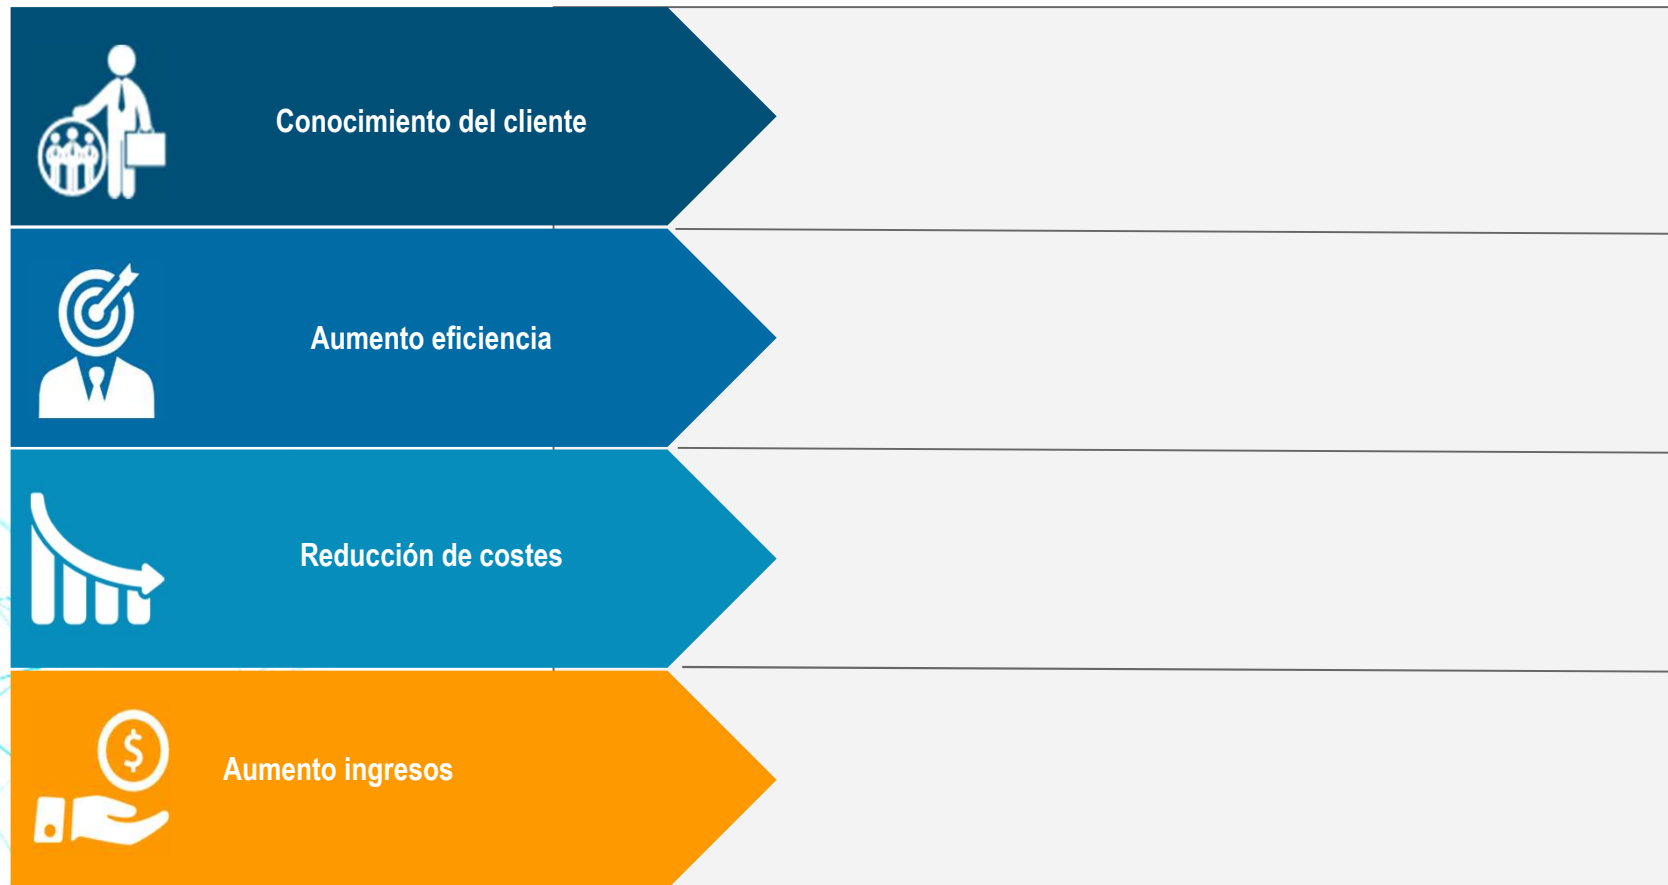 Conocimiento del cliente
Aumento eficiencia
Reducción de costes
$
Aumento ingresos